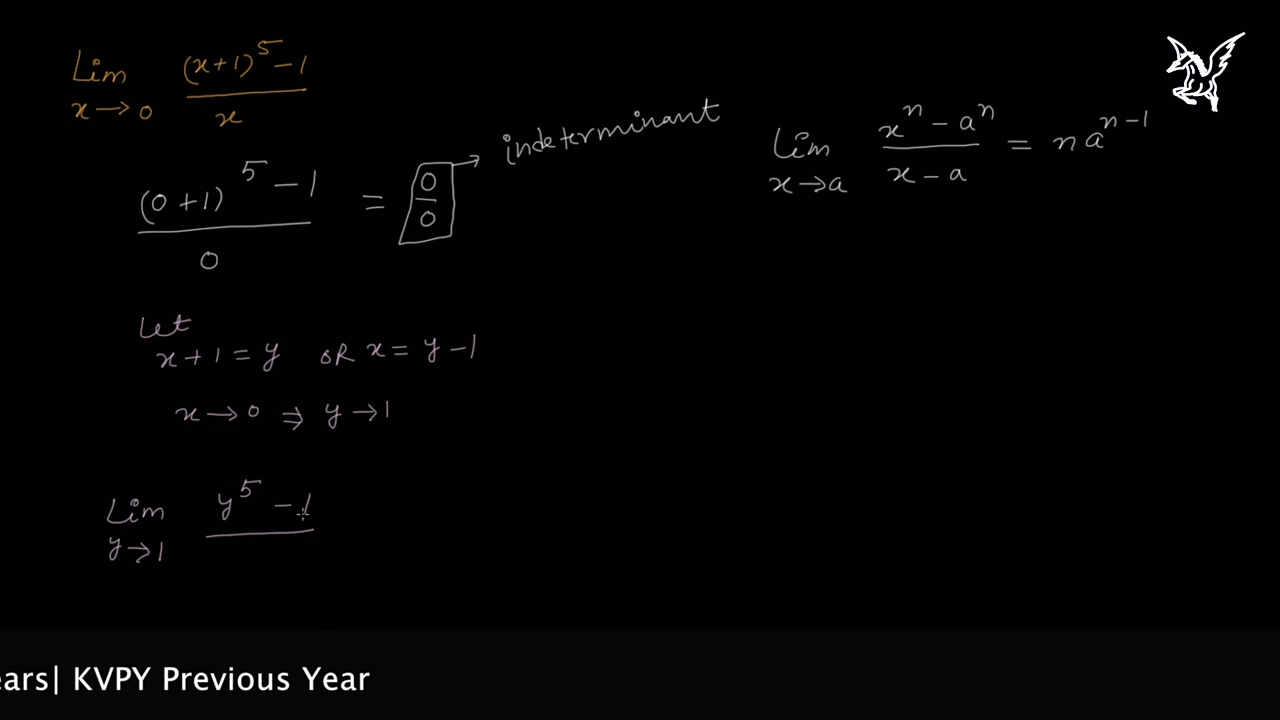 Lim x→0 (x+1)^5 - 1 / x
(0+1)^5 - 1 / 0 = 0/0 → indeterminant
Lim x→a x^n - a^n / x - a = n a^(n-1)
Let
x + 1 = y OR x = y - 1
x → 0 ⇒ y → 1
Lim y→1 y^5 - 1
ears| KVPY Previous Year